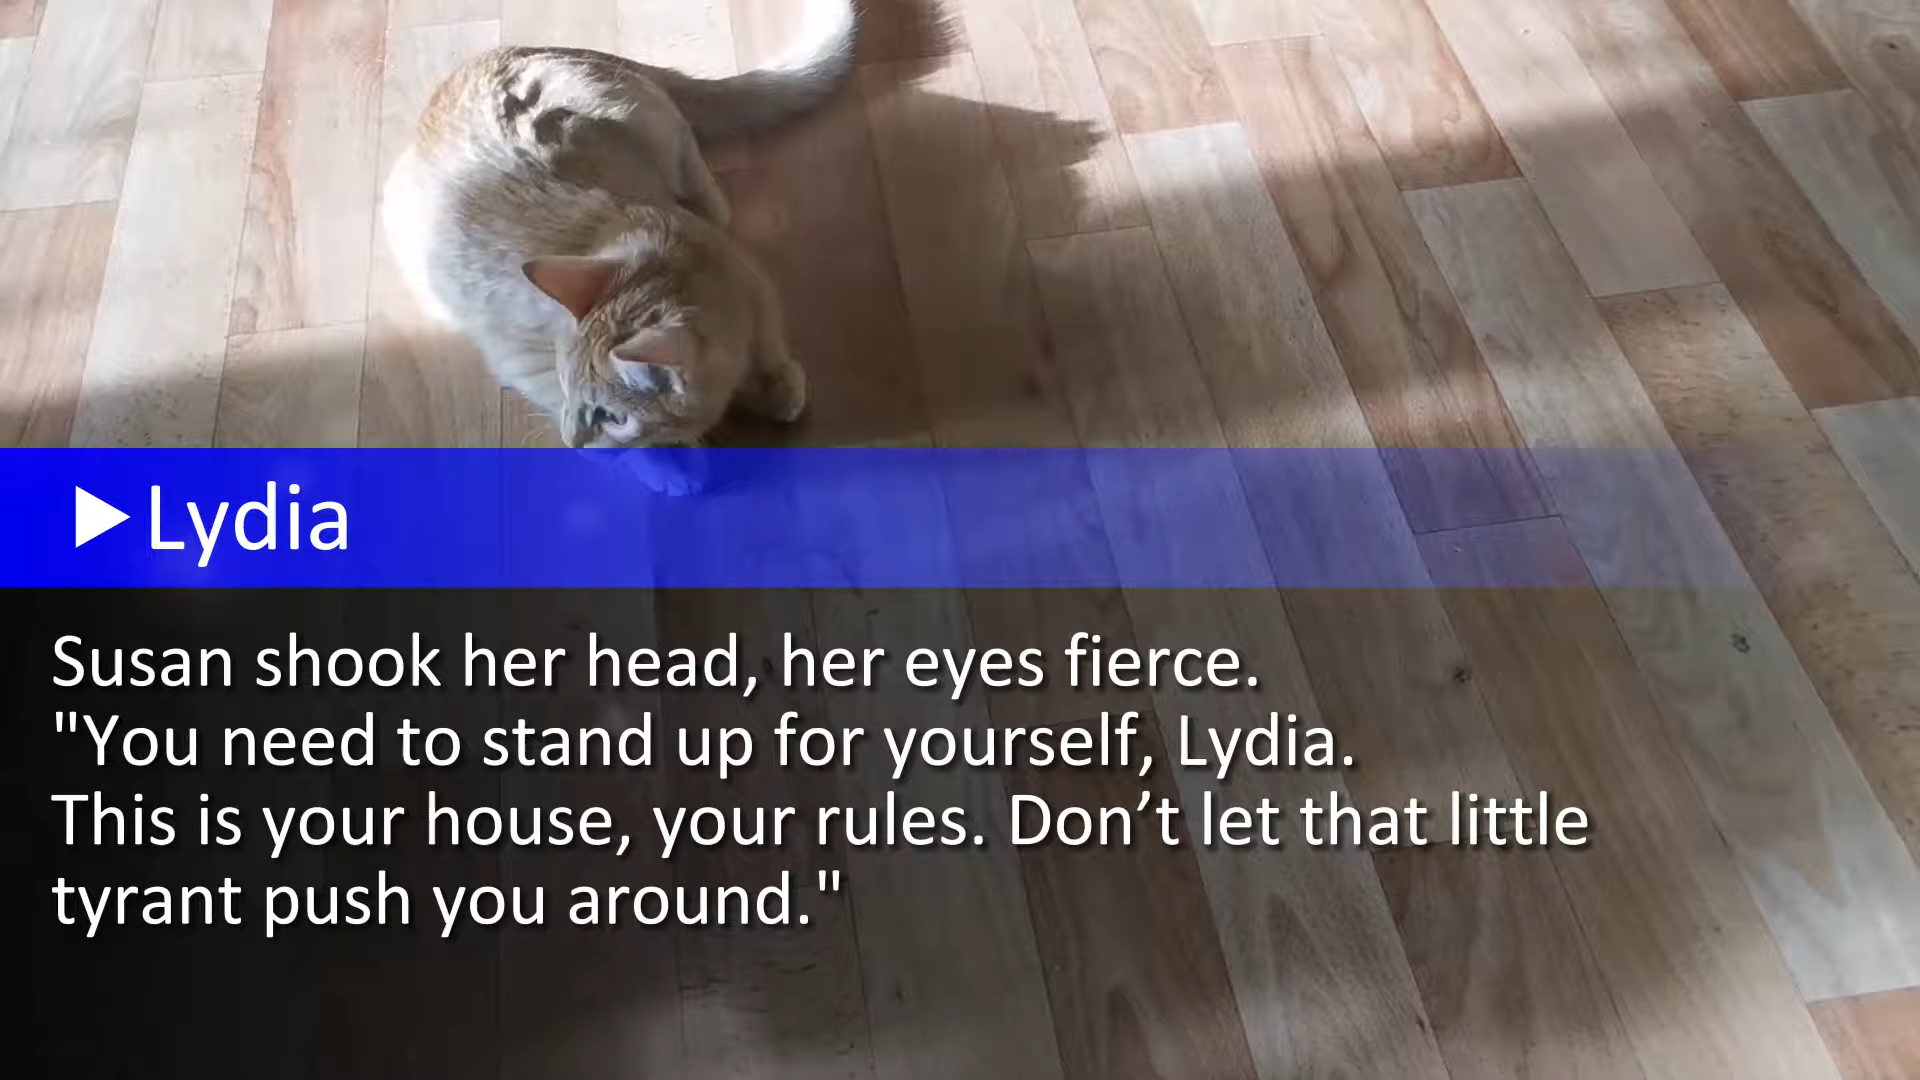 Lydia
Susan shook her head, her eyes fierce.
"You need to stand up for yourself, Lydia.
This is your house, your rules. Don’t let that little
tyrant push you around."